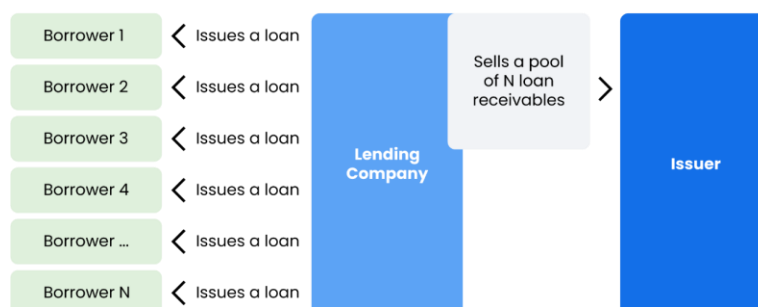 Borrower 1
Issues a loan
Borrower 2
Issues a loan
Borrower 3
Issues a loan
Borrower 4
Issues a loan
Borrower ...
Issues a loan
Borrower N
Issues a loan
Lending
Company
Sells a pool
of N loan
receivables
Issuer